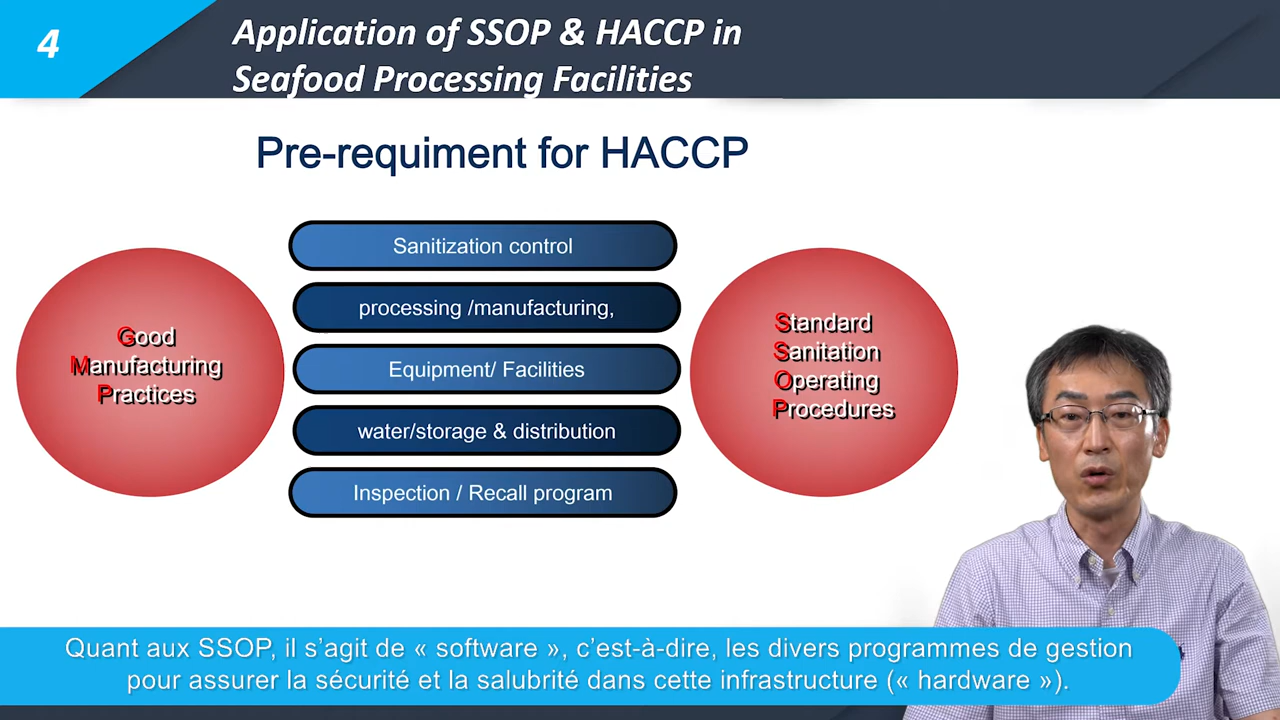 4
Application of SSOP & HACCP in
Seafood Processing Facilities
Pre-requiment for HACCP
Good
Manufacturing
Practices
Sanitization control
processing /manufacturing,
Equipment/ Facilities
water/storage & distribution
Inspection / Recall program
Standard
Sanitation
Operating
Procedures
Quant aux SSOP, il s’agit de « software », c’est-à-dire, les divers programmes de gestion
pour assurer la sécurité et la salubrité dans cette infrastructure (« hardware »).